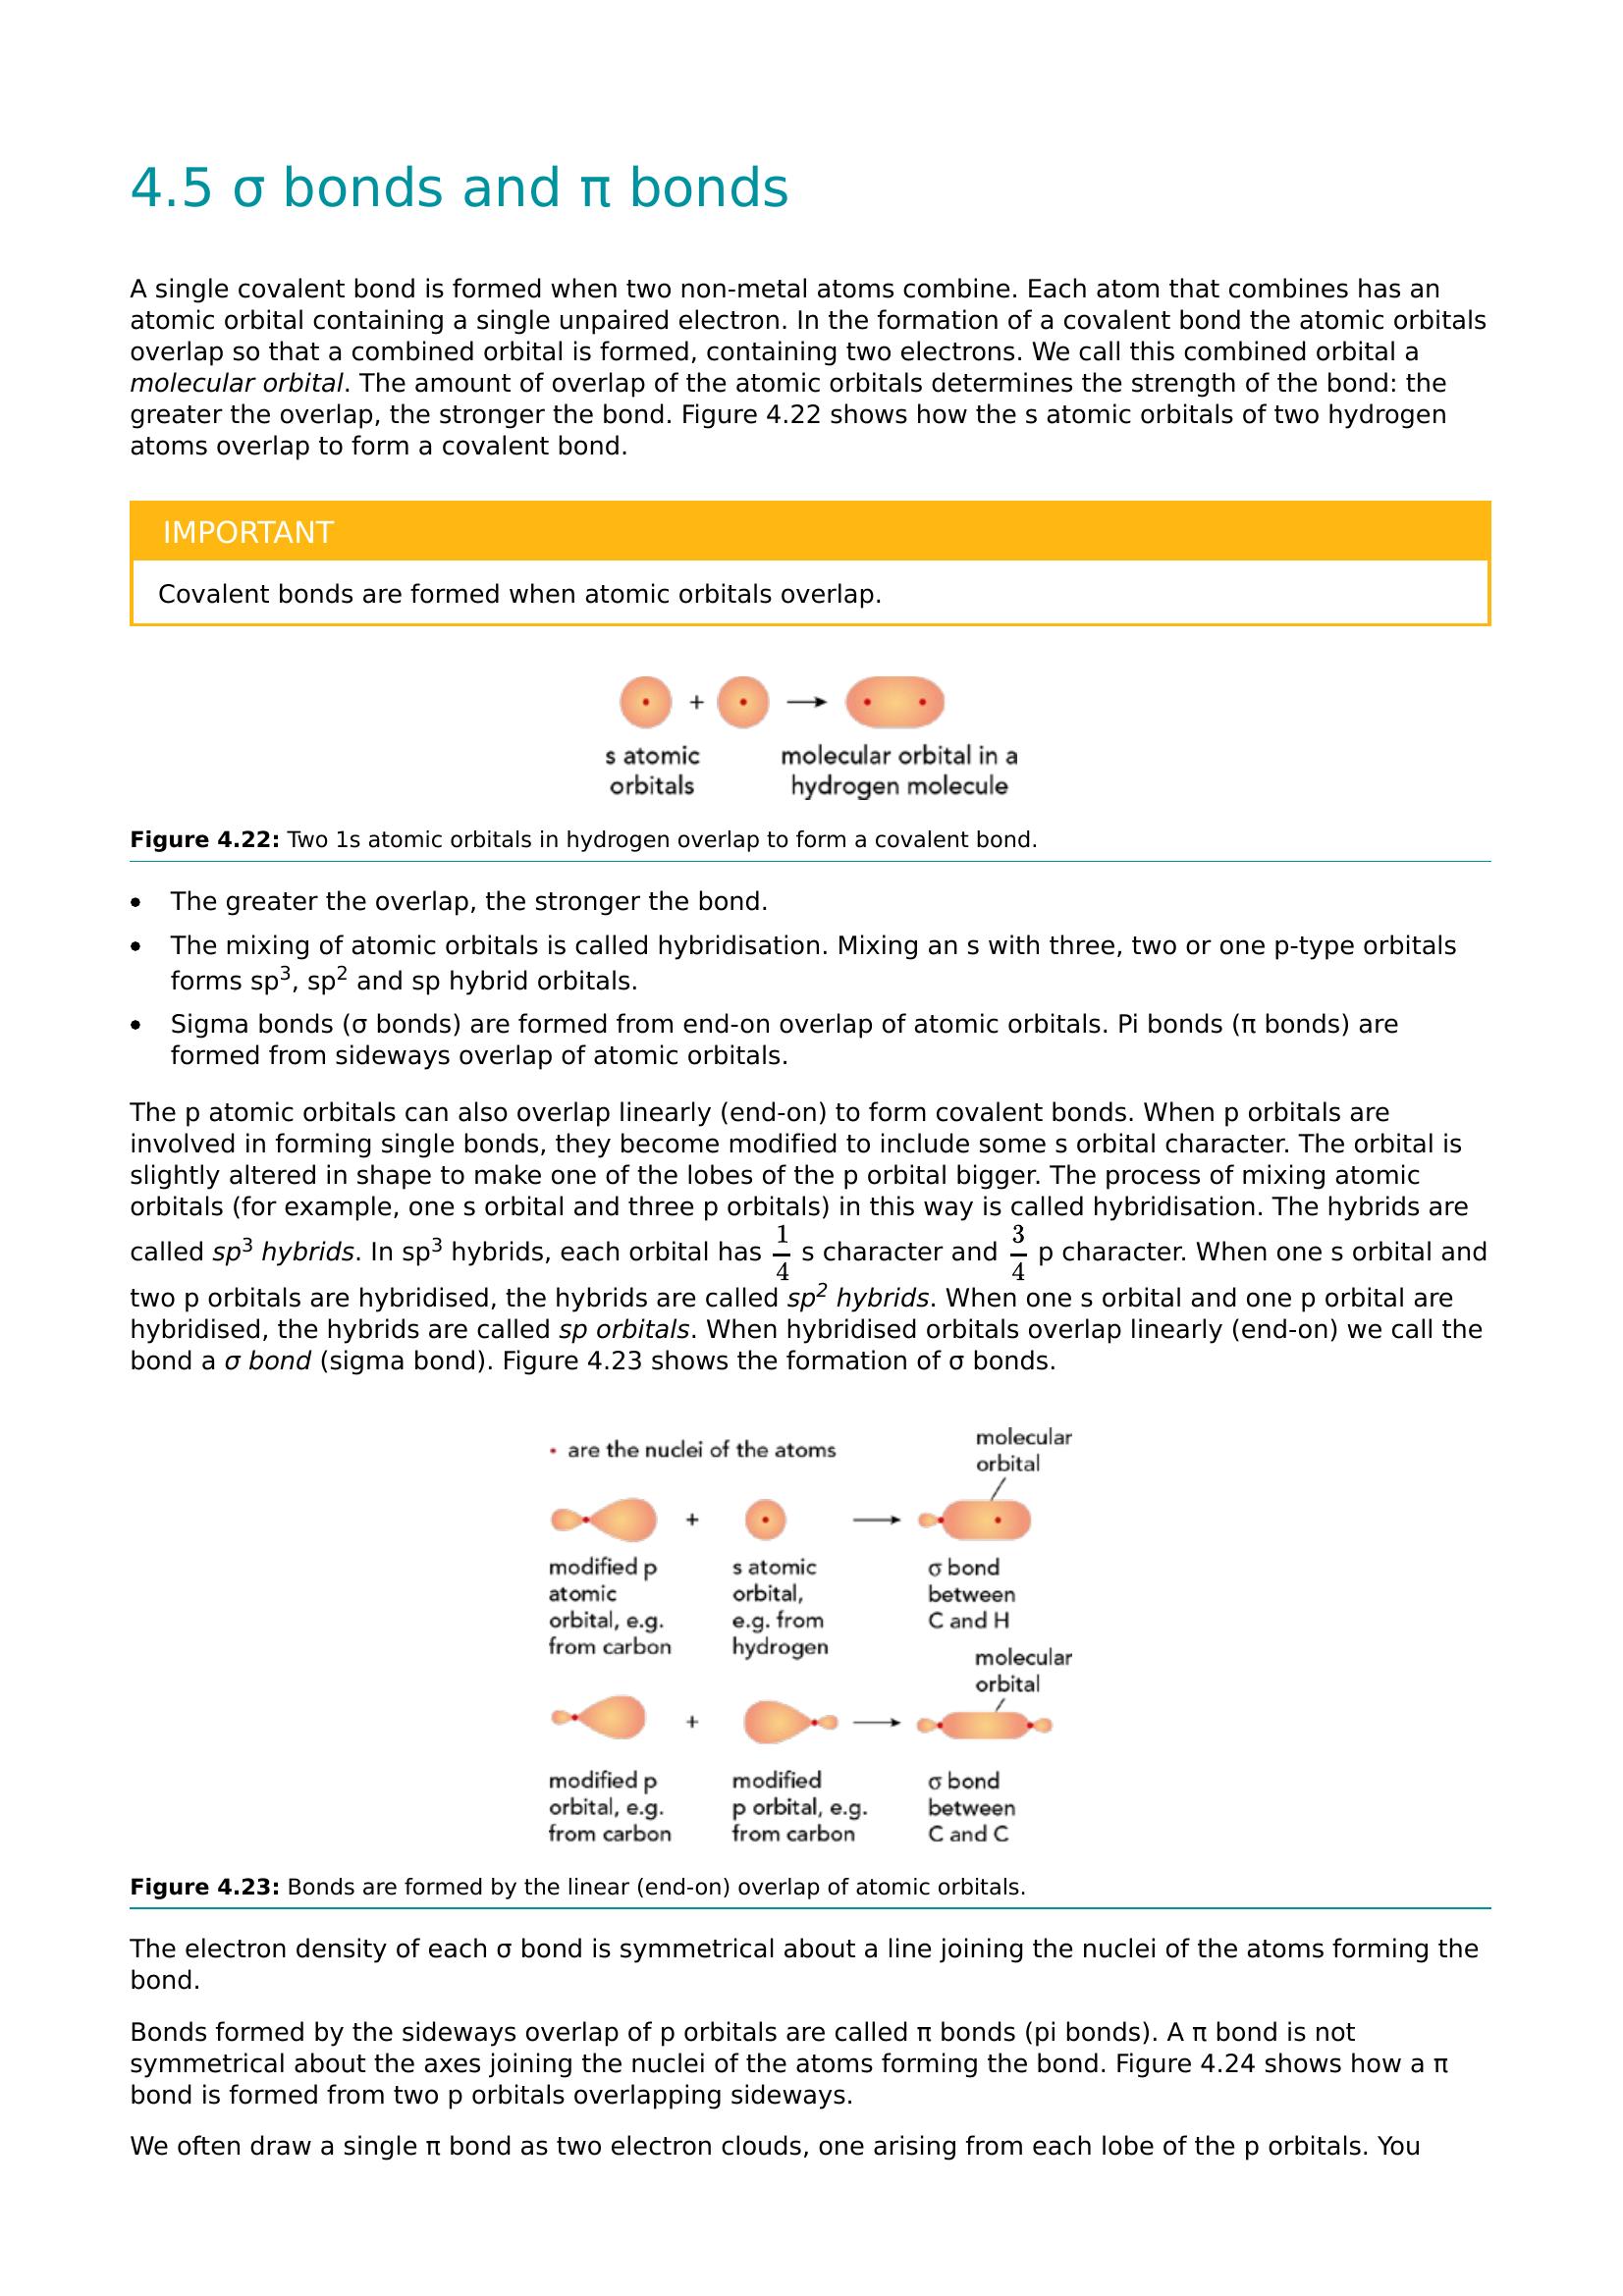 4.5 σ bonds and π bonds
A single covalent bond is formed when two non-metal atoms combine. Each atom that combines has an
atomic orbital containing a single unpaired electron. In the formation of a covalent bond the atomic orbitals
overlap so that a combined orbital is formed, containing two electrons. We call this combined orbital a
molecular orbital. The amount of overlap of the atomic orbitals determines the strength of the bond: the
greater the overlap, the stronger the bond. Figure 4.22 shows how the s atomic orbitals of two hydrogen
atoms overlap to form a covalent bond.
IMPORTANT
Covalent bonds are formed when atomic orbitals overlap.
+
s atomic
orbitals
molecular orbital in a
hydrogen molecule
Figure 4.22: Two 1s atomic orbitals in hydrogen overlap to form a covalent bond.
• The greater the overlap, the stronger the bond.
• The mixing of atomic orbitals is called hybridisation. Mixing an s with three, two or one p-type orbitals
forms sp³, sp² and sp hybrid orbitals.
• Sigma bonds (σ bonds) are formed from end-on overlap of atomic orbitals. Pi bonds (π bonds) are
formed from sideways overlap of atomic orbitals.
The p atomic orbitals can also overlap linearly (end-on) to form covalent bonds. When p orbitals are
involved in forming single bonds, they become modified to include some s orbital character. The orbital is
slightly altered in shape to make one of the lobes of the p orbital bigger. The process of mixing atomic
orbitals (for example, one s orbital and three p orbitals) in this way is called hybridisation. The hybrids are
called sp³ hybrids. In sp³ hybrids, each orbital has 1/4 s character and 3/4 p character. When one s orbital and
two p orbitals are hybridised, the hybrids are called sp² hybrids. When one s orbital and one p orbital are
hybridised, the hybrids are called sp orbitals. When hybridised orbitals overlap linearly (end-on) we call the
bond a σ bond (sigma bond). Figure 4.23 shows the formation of σ bonds.
• are the nuclei of the atoms
molecular
orbital
+
modified p
atomic
orbital, e.g.
from carbon
s atomic
orbital,
e.g. from
hydrogen
σ bond
between
C and H
molecular
orbital
+
modified p
orbital, e.g.
from carbon
modified
p orbital, e.g.
from carbon
σ bond
between
C and C
Figure 4.23: Bonds are formed by the linear (end-on) overlap of atomic orbitals.
The electron density of each σ bond is symmetrical about a line joining the nuclei of the atoms forming the
bond.
Bonds formed by the sideways overlap of p orbitals are called π bonds (pi bonds). A π bond is not
symmetrical about the axes joining the nuclei of the atoms forming the bond. Figure 4.24 shows how a π
bond is formed from two p orbitals overlapping sideways.
We often draw a single π bond as two electron clouds, one arising from each lobe of the p orbitals. You